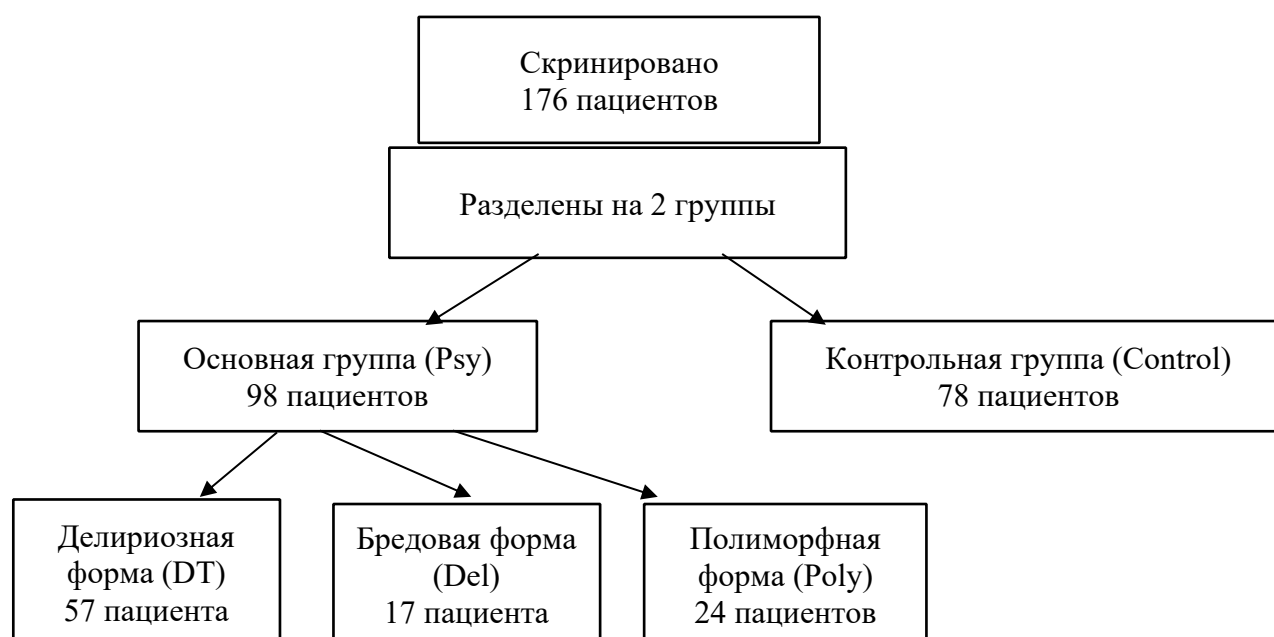 Скринировано
176 пациентов
Разделены на 2 группы
Основная группа (Psy)
98 пациентов
Контрольная группа (Control)
78 пациентов
Делириозная
форма (DT)
57 пациента
Бредовая форма
(Del)
17 пациента
Полиморфная
форма (Poly)
24 пациентов